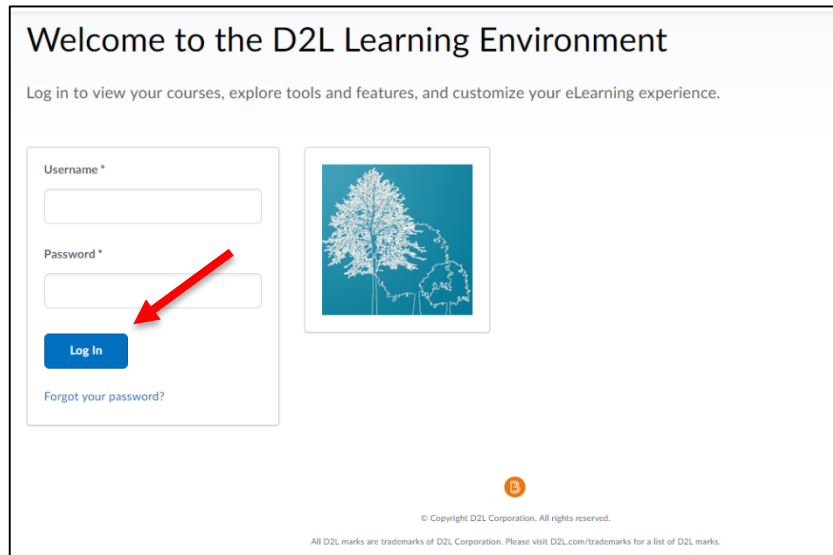 Welcome to the D2L Learning Environment
Log in to view your courses, explore tools and features, and customize your eLearning experience.
Username *
Password *
Log In
Forgot your password?
© Copyright D2L Corporation. All rights reserved.
All D2L marks are trademarks of D2L Corporation. Please visit D2L.com/trademarks for a list of D2L marks.